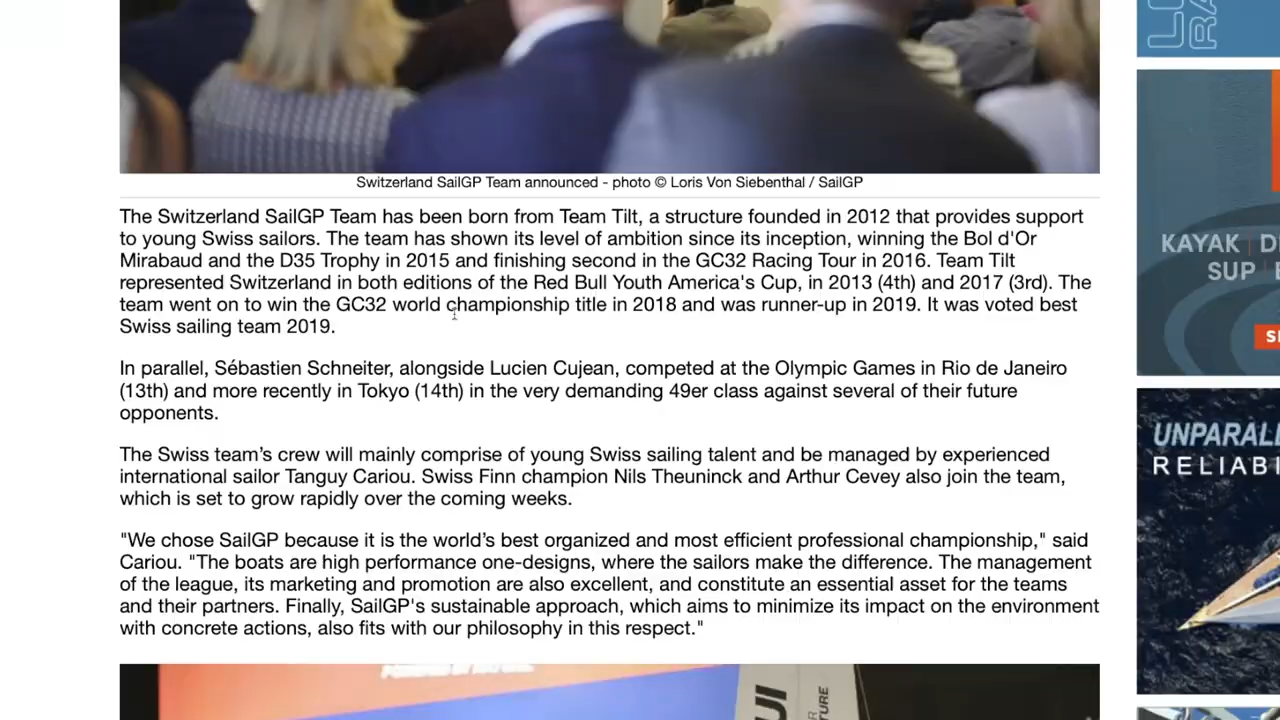 Switzerland SailGP Team announced - photo © Loris Von Siebenthal / SailGP
The Switzerland SailGP Team has been born from Team Tilt, a structure founded in 2012 that provides support
to young Swiss sailors. The team has shown its level of ambition since its inception, winning the Bol d'Or
Mirabaud and the D35 Trophy in 2015 and finishing second in the GC32 Racing Tour in 2016. Team Tilt
represented Switzerland in both editions of the Red Bull Youth America's Cup, in 2013 (4th) and 2017 (3rd). The
team went on to win the GC32 world championship title in 2018 and was runner-up in 2019. It was voted best
Swiss sailing team 2019.
In parallel, Sébastien Schneiter, alongside Lucien Cujean, competed at the Olympic Games in Rio de Janeiro
(13th) and more recently in Tokyo (14th) in the very demanding 49er class against several of their future
opponents.
The Swiss team’s crew will mainly comprise of young Swiss sailing talent and be managed by experienced
international sailor Tanguy Cariou. Swiss Finn champion Nils Theuninck and Arthur Cevey also join the team,
which is set to grow rapidly over the coming weeks.
"We chose SailGP because it is the world’s best organized and most efficient professional championship," said
Cariou. "The boats are high performance one-designs, where the sailors make the difference. The management
of the league, its marketing and promotion are also excellent, and constitute an essential asset for the teams
and their partners. Finally, SailGP's sustainable approach, which aims to minimize its impact on the environment
with concrete actions, also fits with our philosophy in this respect."
KAYAK
SUP
UNPARALL
RELIABI